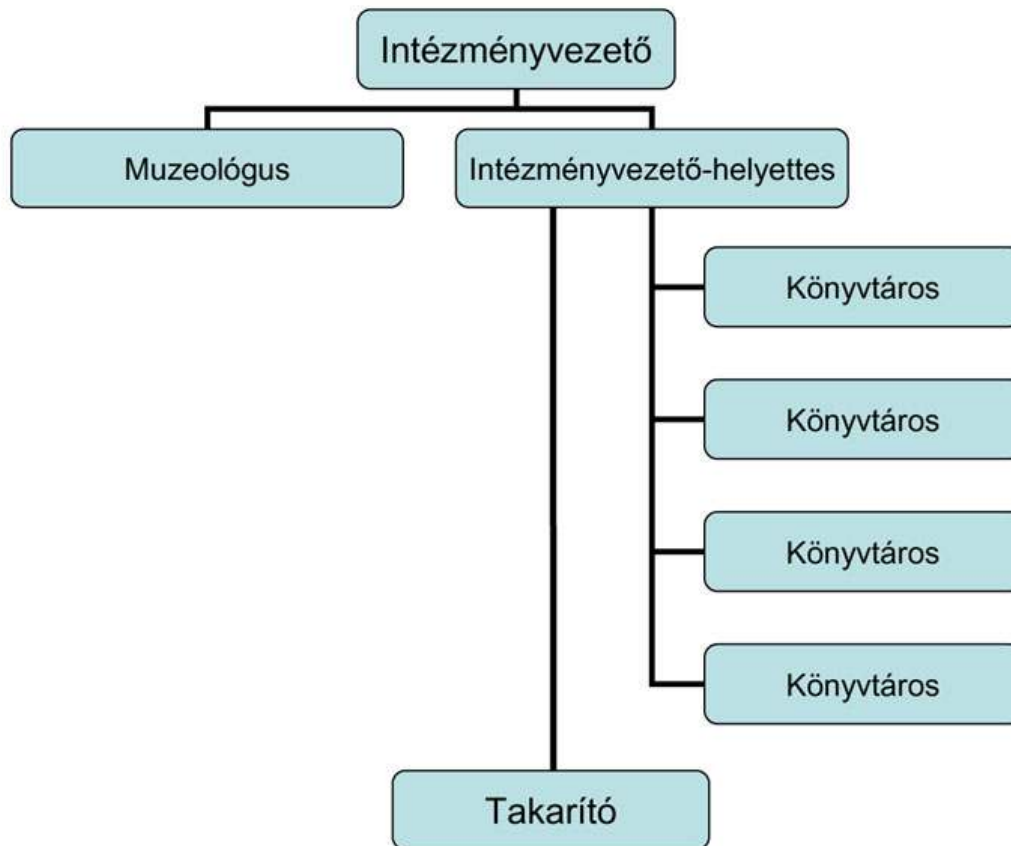 Intézményvezető
Muzeológus
Intézményvezető-helyettes
Könyvtáros
Könyvtáros
Könyvtáros
Könyvtáros
Takarító